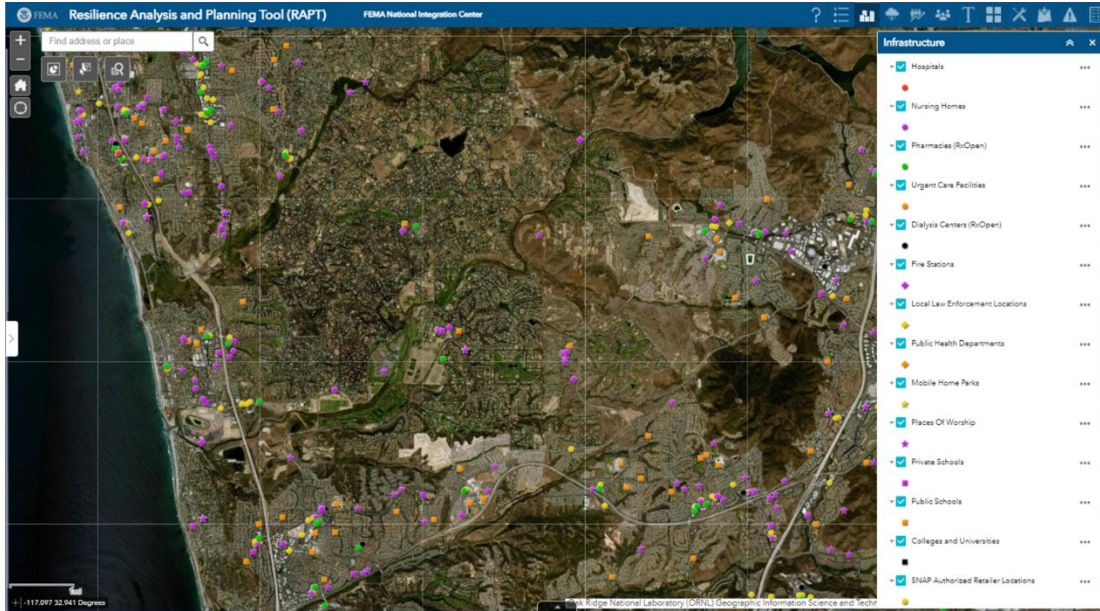 FEMA Resilience Analysis and Planning Tool (RAPT) FEMA National Integration Center
Find address or place
Infrastructure
Hospitals
Nursing Homes
Pharmacies (RxOpen)
Urgent Care Facilities
Dialysis Centers (RxOpen)
Fire Stations
Local Law Enforcement Locations
Public Health Departments
Mobile Home Parks
Places Of Worship
Private Schools
Public Schools
Colleges and Universities
SNAP Authorized Retailer Locations
-117.097 32.941 Degrees
Oak Ridge National Laboratory (ORNL) Geographic Information Science and Techn